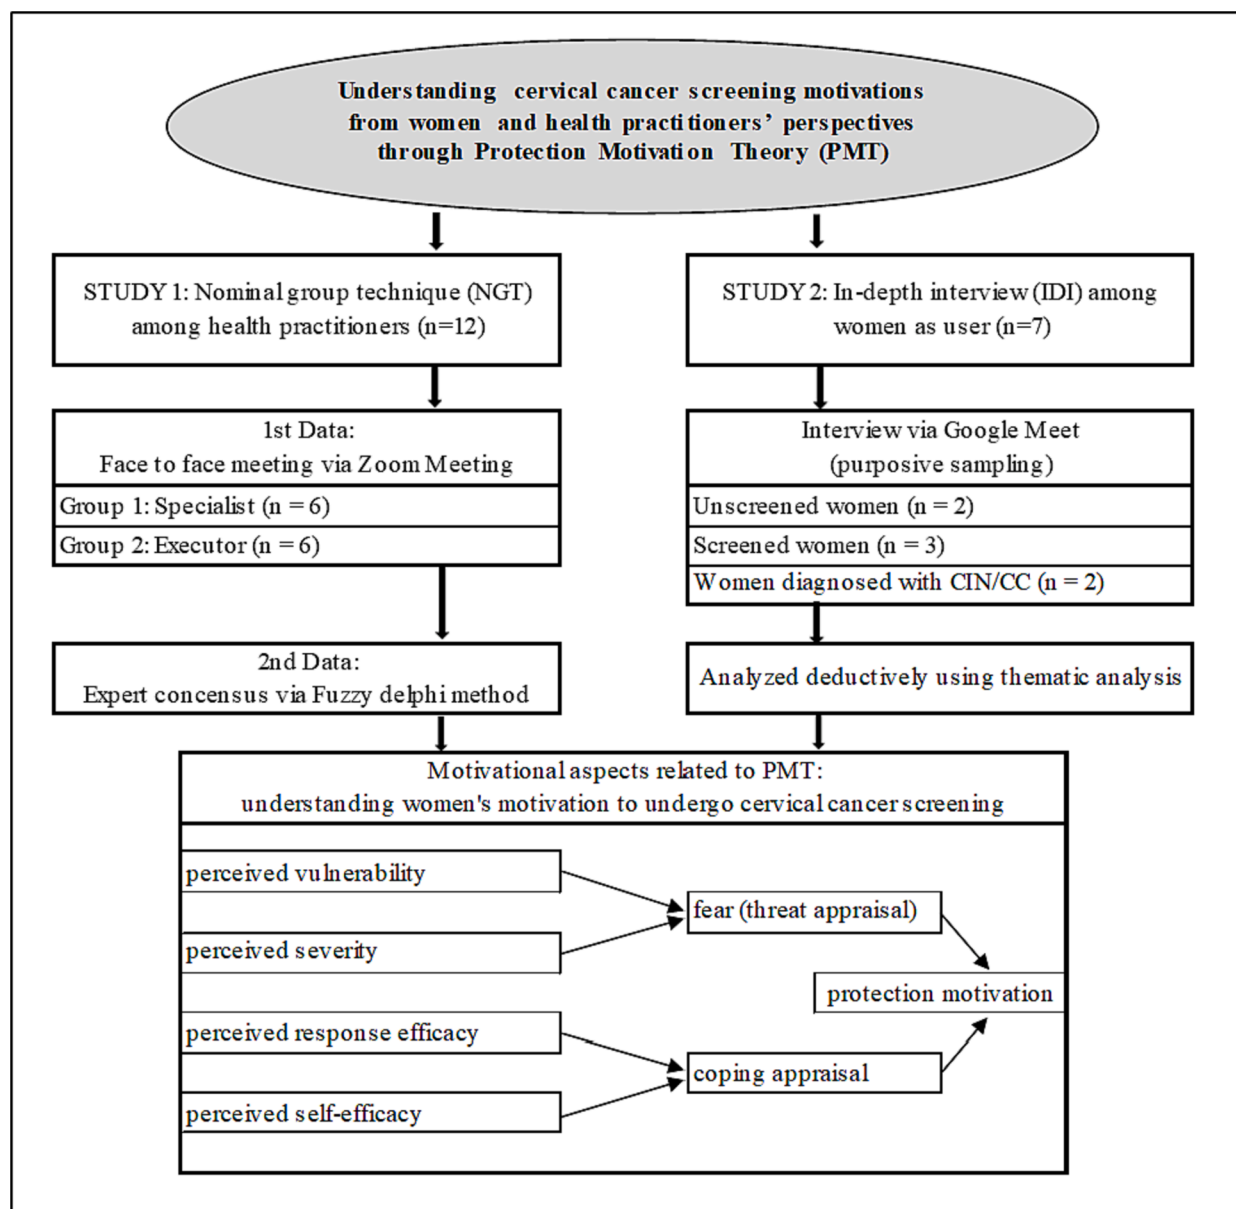 Understanding cervical cancer screening motivations
from women and health practitioners' perspectives
through Protection Motivation Theory (PMT)
STUDY 1: Nominal group technique (NGT)
among health practitioners (n=12)
STUDY 2: In-depth interview (IDI) among
women as user (n=7)
1st Data:
Face to face meeting via Zoom Meeting
Group 1: Specialist (n = 6)
Group 2: Executor (n = 6)
Interview via Google Meet
(purposive sampling)
Unscreened women (n = 2)
Screened women (n = 3)
Women diagnosed with CIN/CC (n = 2)
2nd Data:
Expert concensus via Fuzzy delphi method
Analyzed deductively using thematic analysis
Motivational aspects related to PMT:
understanding women's motivation to undergo cervical cancer screening
perceived vulnerability
perceived severity
perceived response efficacy
perceived self-efficacy
fear (threat appraisal)
coping appraisal
protection motivation